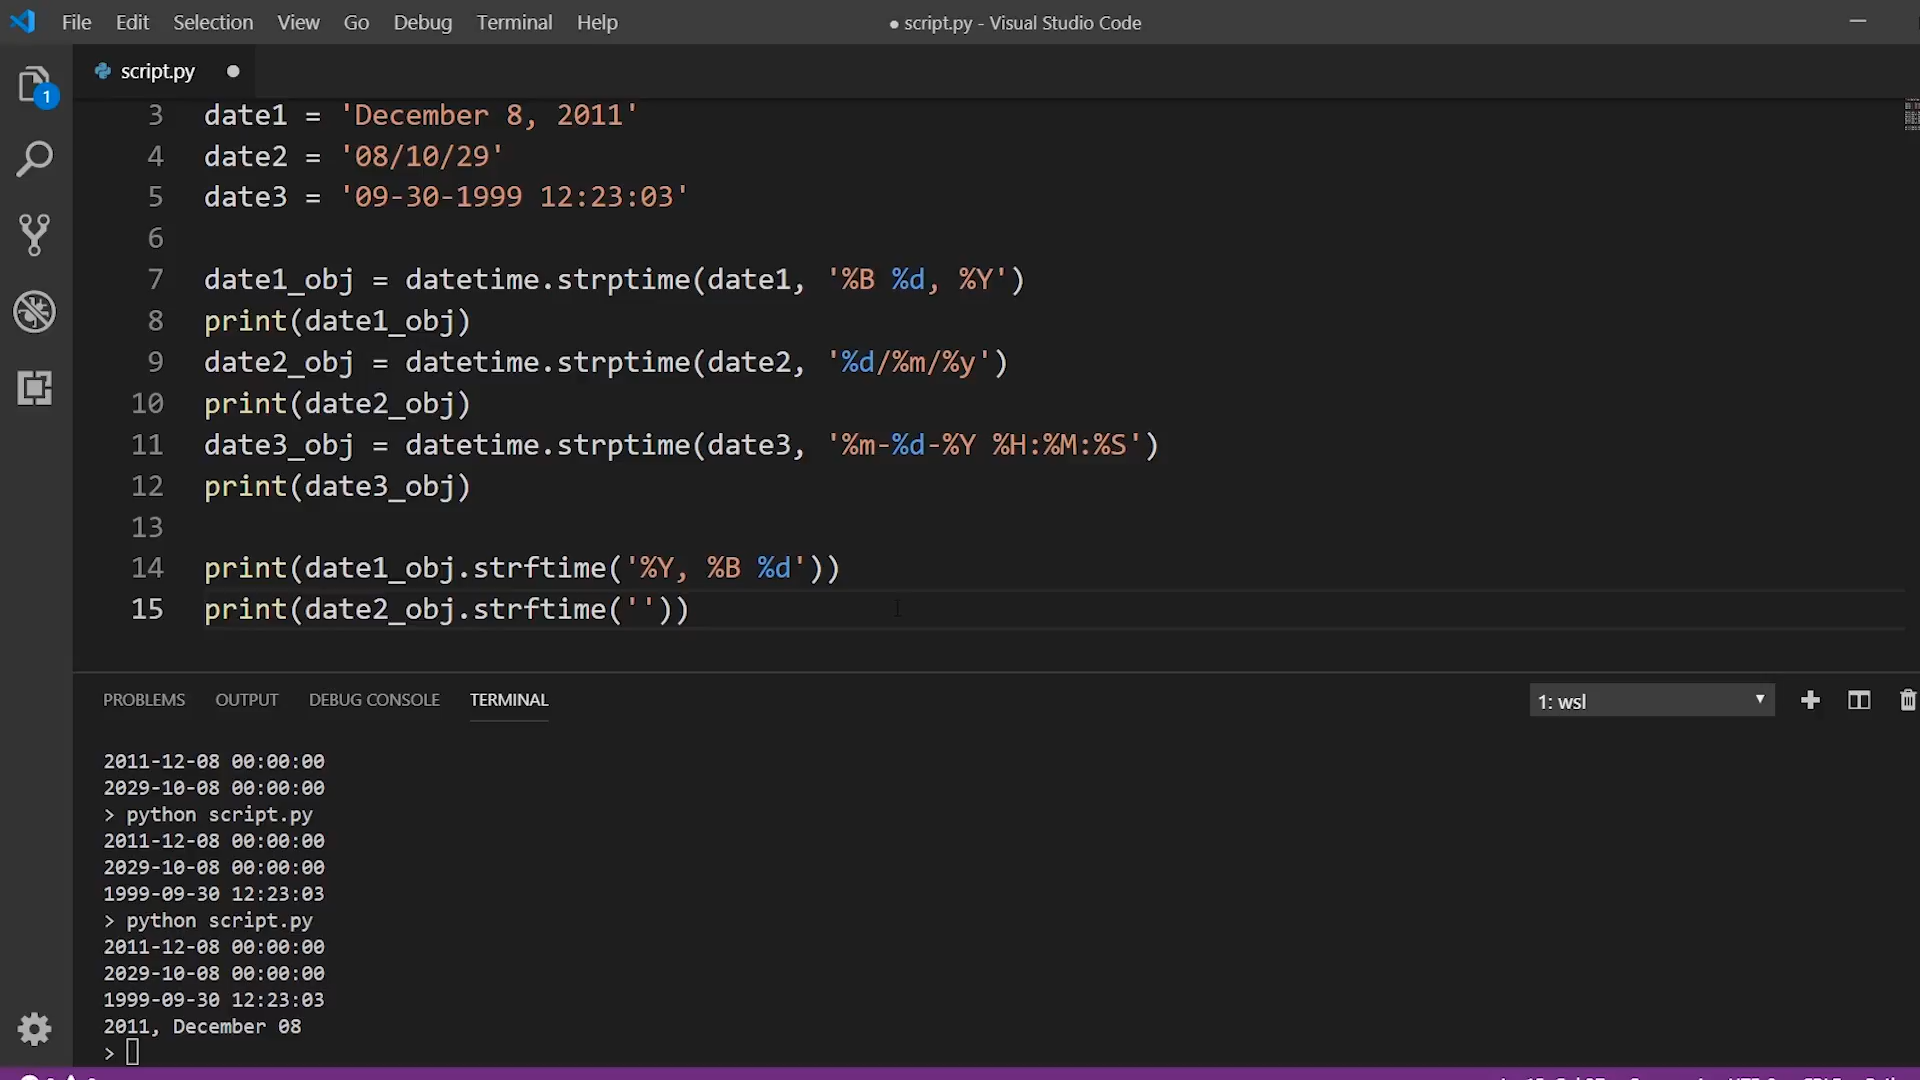 File Edit Selection View Go Debug Terminal Help
● script.py - Visual Studio Code
script.py ●
1
3 date1 = 'December 8, 2011'
4 date2 = '08/10/29'
5 date3 = '09-30-1999 12:23:03'
6
7 date1_obj = datetime.strptime(date1, '%B %d, %Y')
8 print(date1_obj)
9 date2_obj = datetime.strptime(date2, '%d/%m/%y')
10 print(date2_obj)
11 date3_obj = datetime.strptime(date3, '%m-%d-%Y %H:%M:%S')
12 print(date3_obj)
13
14 print(date1_obj.strftime('%Y, %B %d'))
15 print(date2_obj.strftime(''))
PROBLEMS OUTPUT DEBUG CONSOLE TERMINAL
1: wsl
2011-12-08 00:00:00
2029-10-08 00:00:00
> python script.py
2011-12-08 00:00:00
2029-10-08 00:00:00
1999-09-30 12:23:03
> python script.py
2011-12-08 00:00:00
2029-10-08 00:00:00
1999-09-30 12:23:03
2011, December 08
>